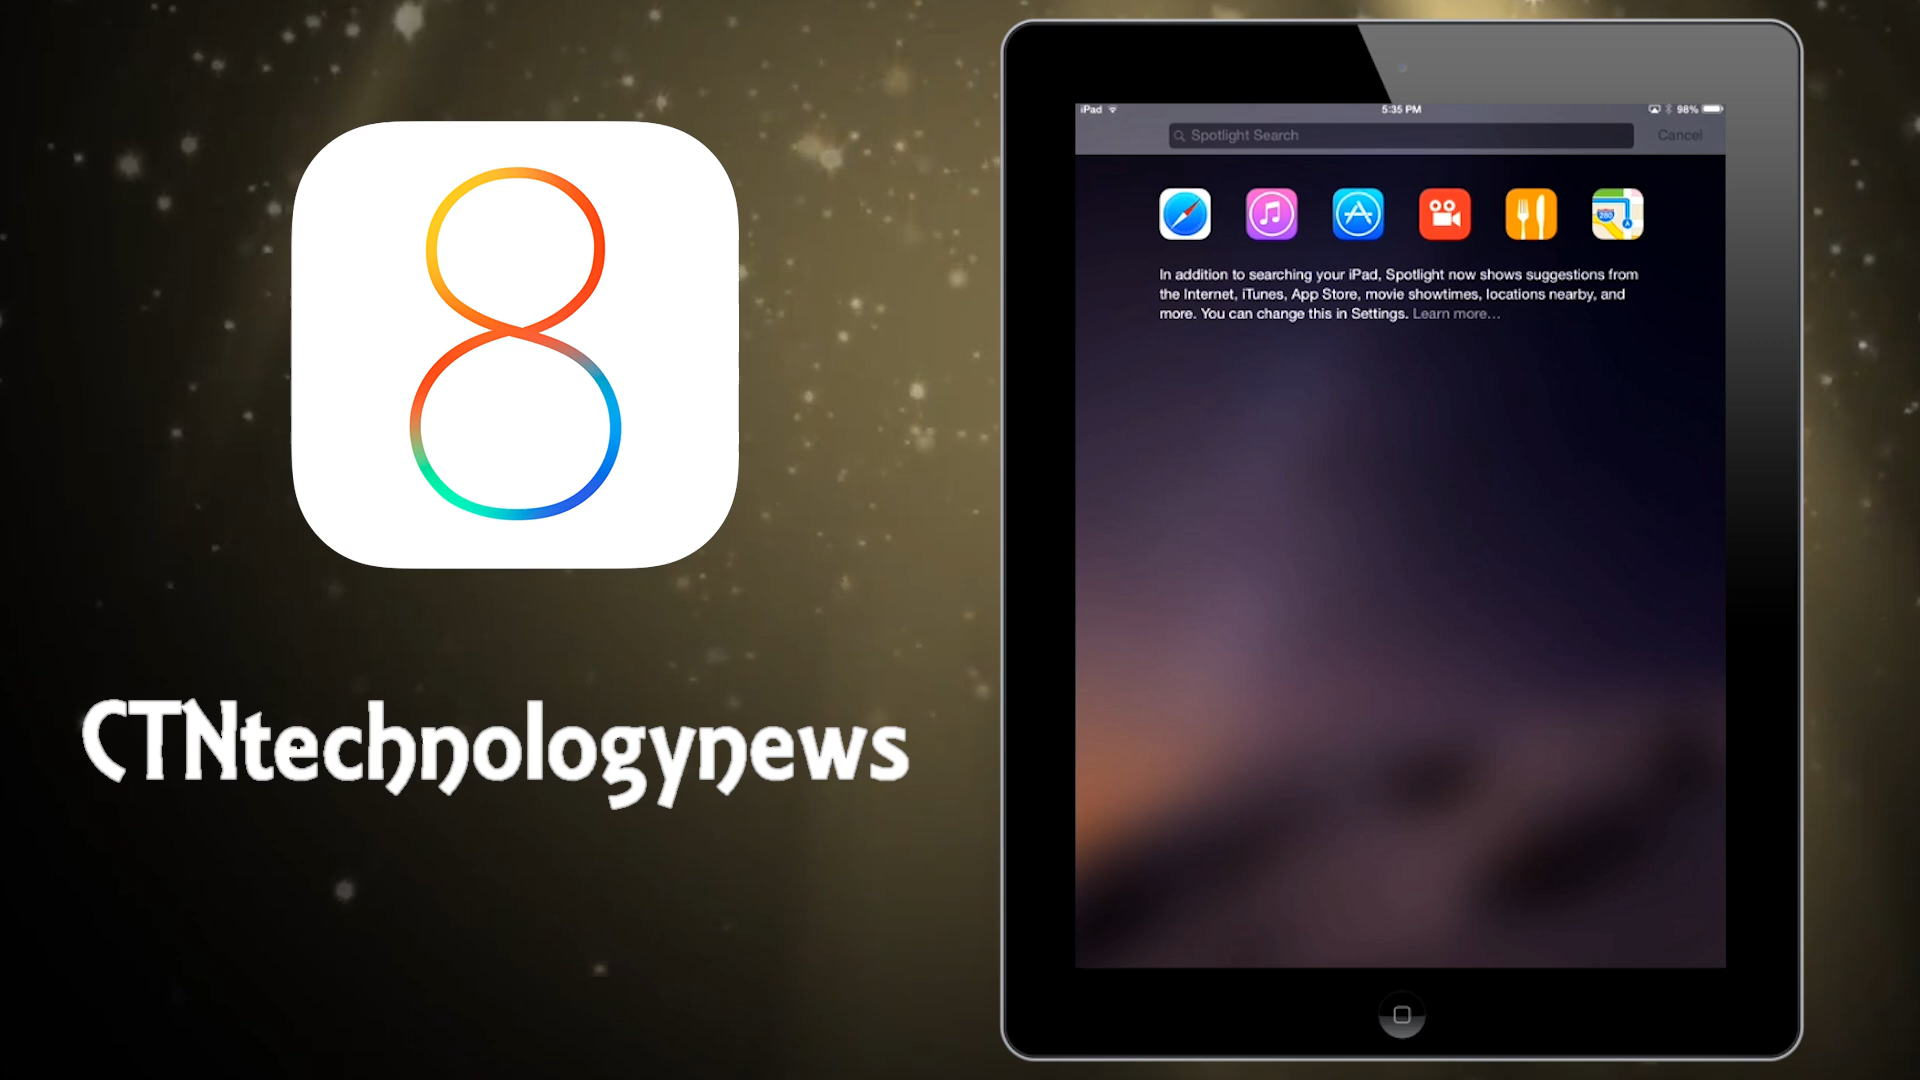 8
CTNtechnologynews
iPad 5:35 PM 98%
Spotlight Search Cancel
280
In addition to searching your iPad, Spotlight now shows suggestions from
the Internet, iTunes, App Store, movie showtimes, locations nearby, and
more. You can change this in Settings. Learn more...